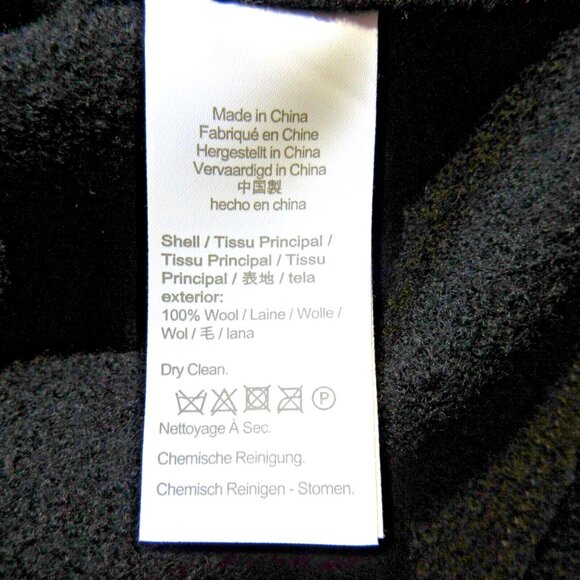 Made in China
Fabriqué en Chine
Hergestellt in China
Vervaardigd in China
中国製
hecho en china
Shell / Tissu Principal /
Tissu Principal / Tissu
Principal / 表地 / tela
exterior:
100% Wool / Laine / Wolle /
Wol / 毛 / lana
Dry Clean.
P
Nettoyage À Sec.
Chemische Reinigung.
Chemisch Reinigen - Stomen.